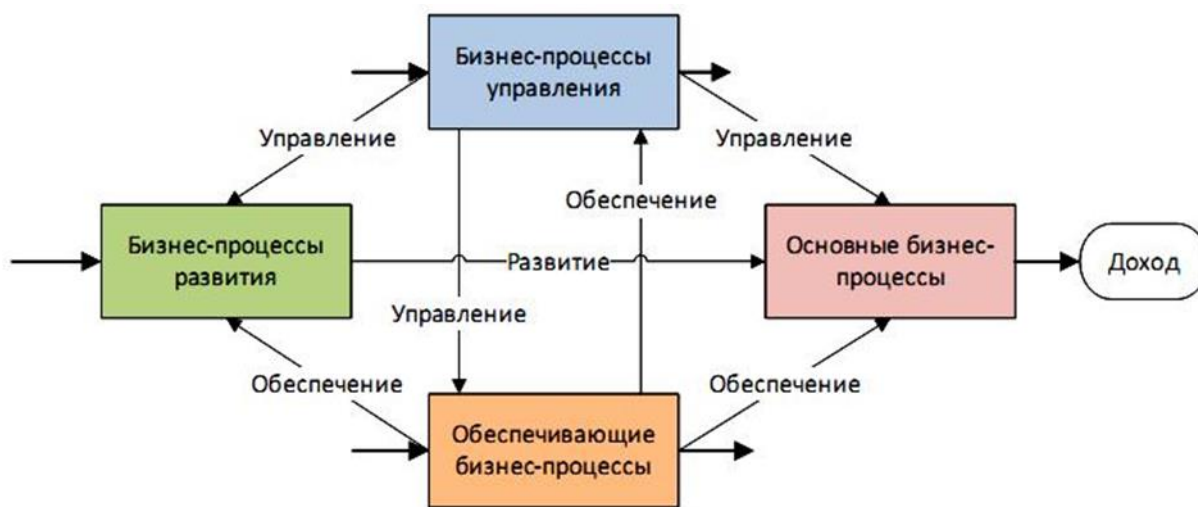 Бизнес-процессы
управления
Управление
Управление
Обеспечение
Бизнес-процессы
развития
Основные бизнес-
процессы
Доход
Развитие
Управление
Обеспечение
Обеспечение
Обеспечивающие
бизнес-процессы